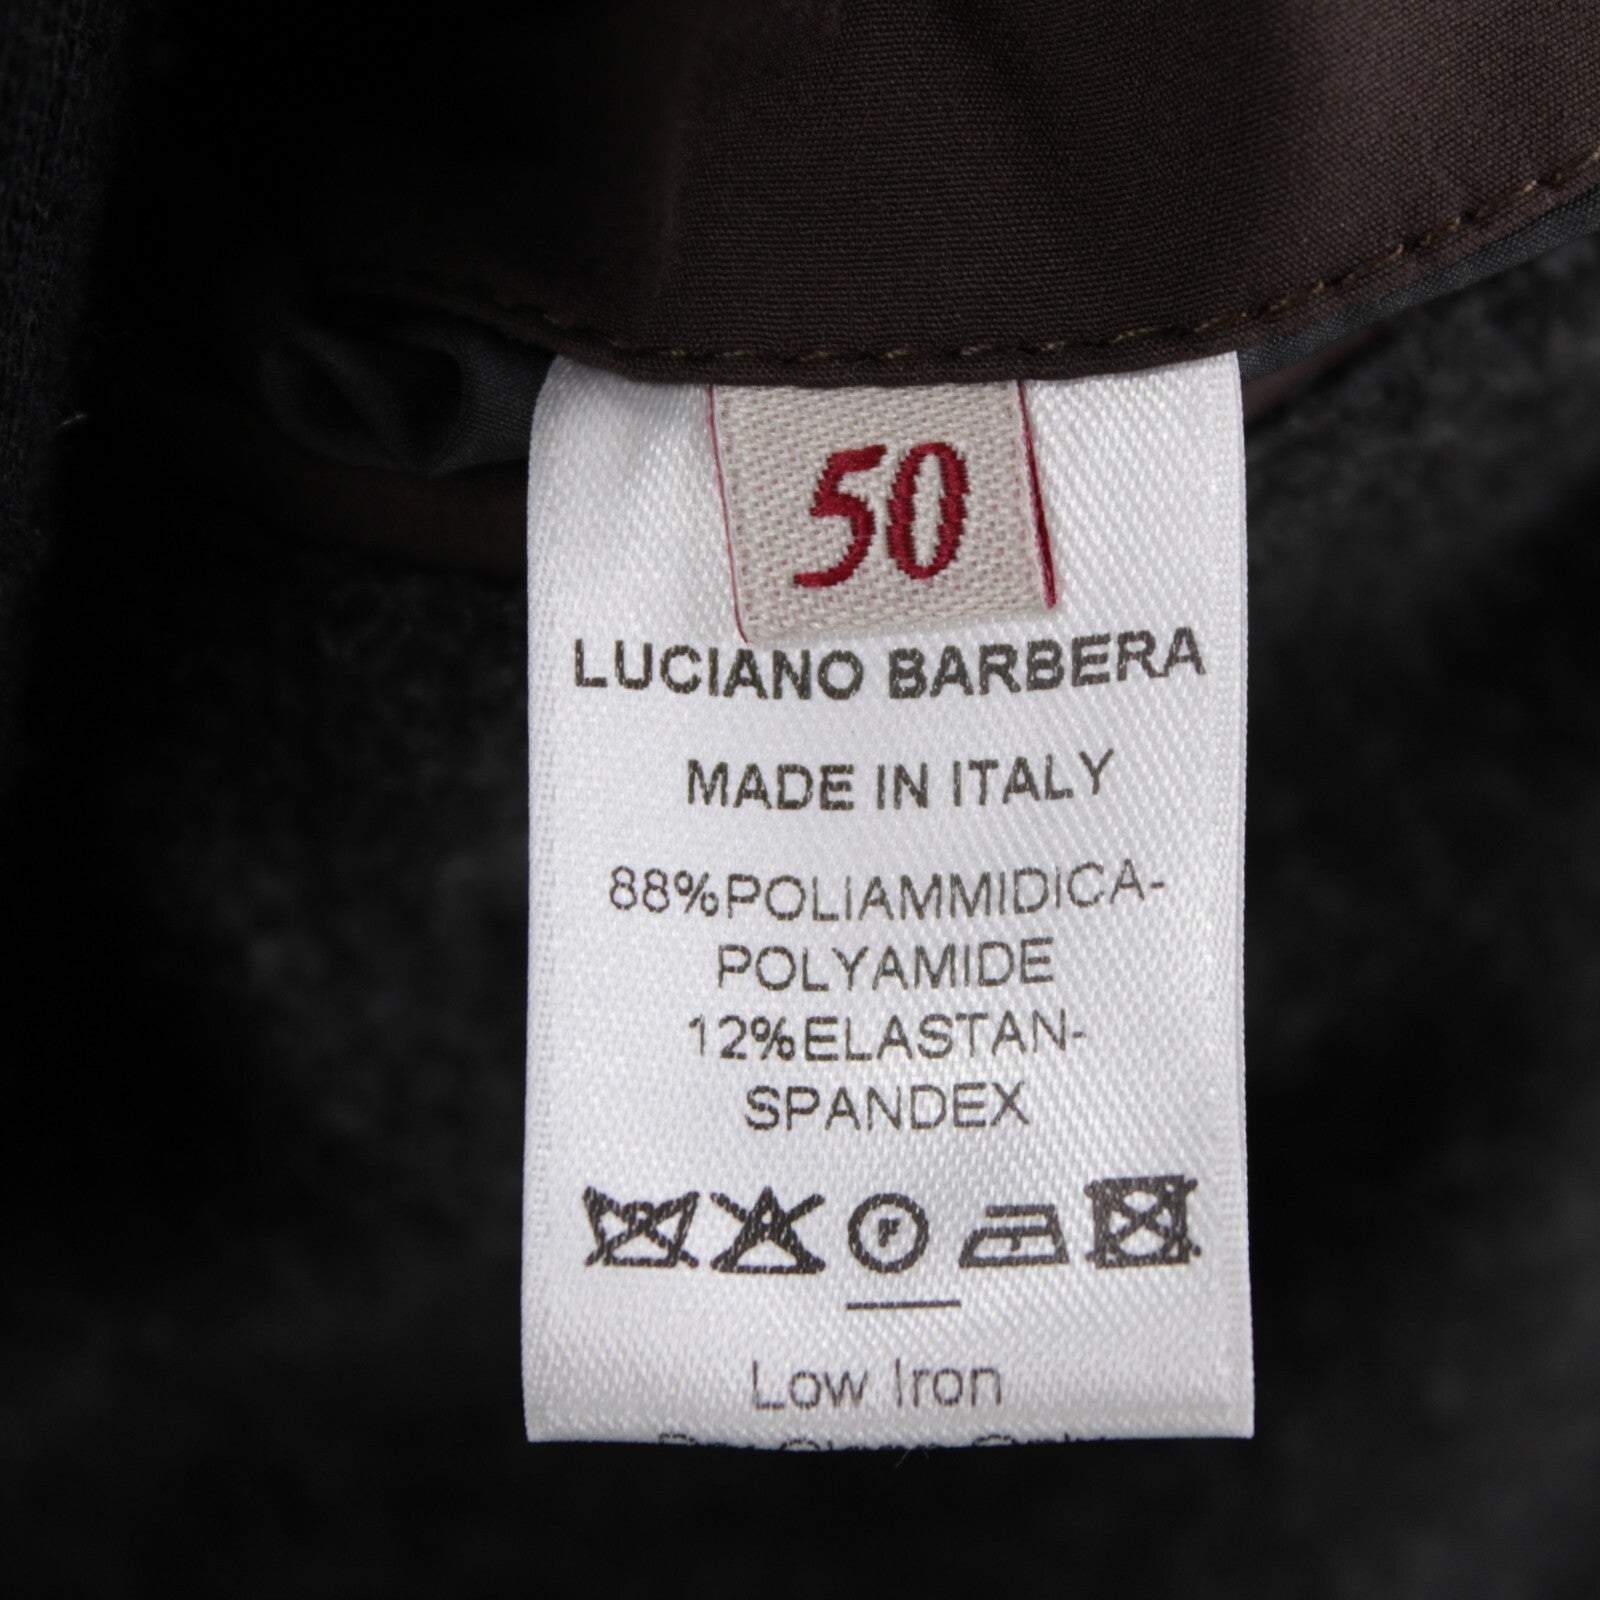 50
LUCIANO BARBERA
MADE IN ITALY
88%POLIAMMIDICA-
POLYAMIDE
12%ELASTAN-
SPANDEX
F
Low Iron